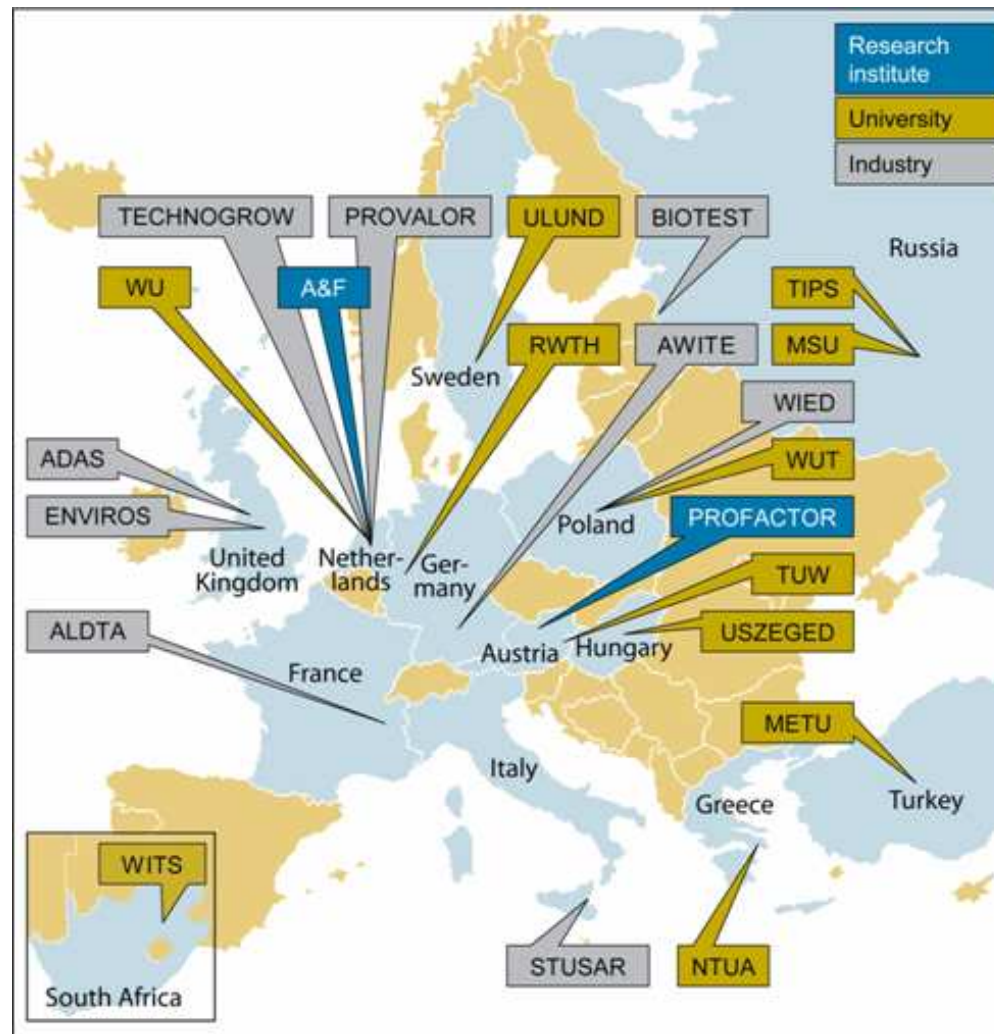 Research
institute
University
Industry
TECHNOGROW
PROVALOR
ULUND
BIOTEST
Russia
WU
A&F
TIPS
RWTH
AWITE
MSU
Sweden
WIED
ADAS
WUT
ENVIROS
Poland
PROFACTOR
United
Kingdom
Nether-
lands
Ger-
many
TUW
ALDTA
Austria
Hungary
USZEGED
France
METU
Italy
Greece
Turkey
WITS
STUSAR
NTUA
South Africa